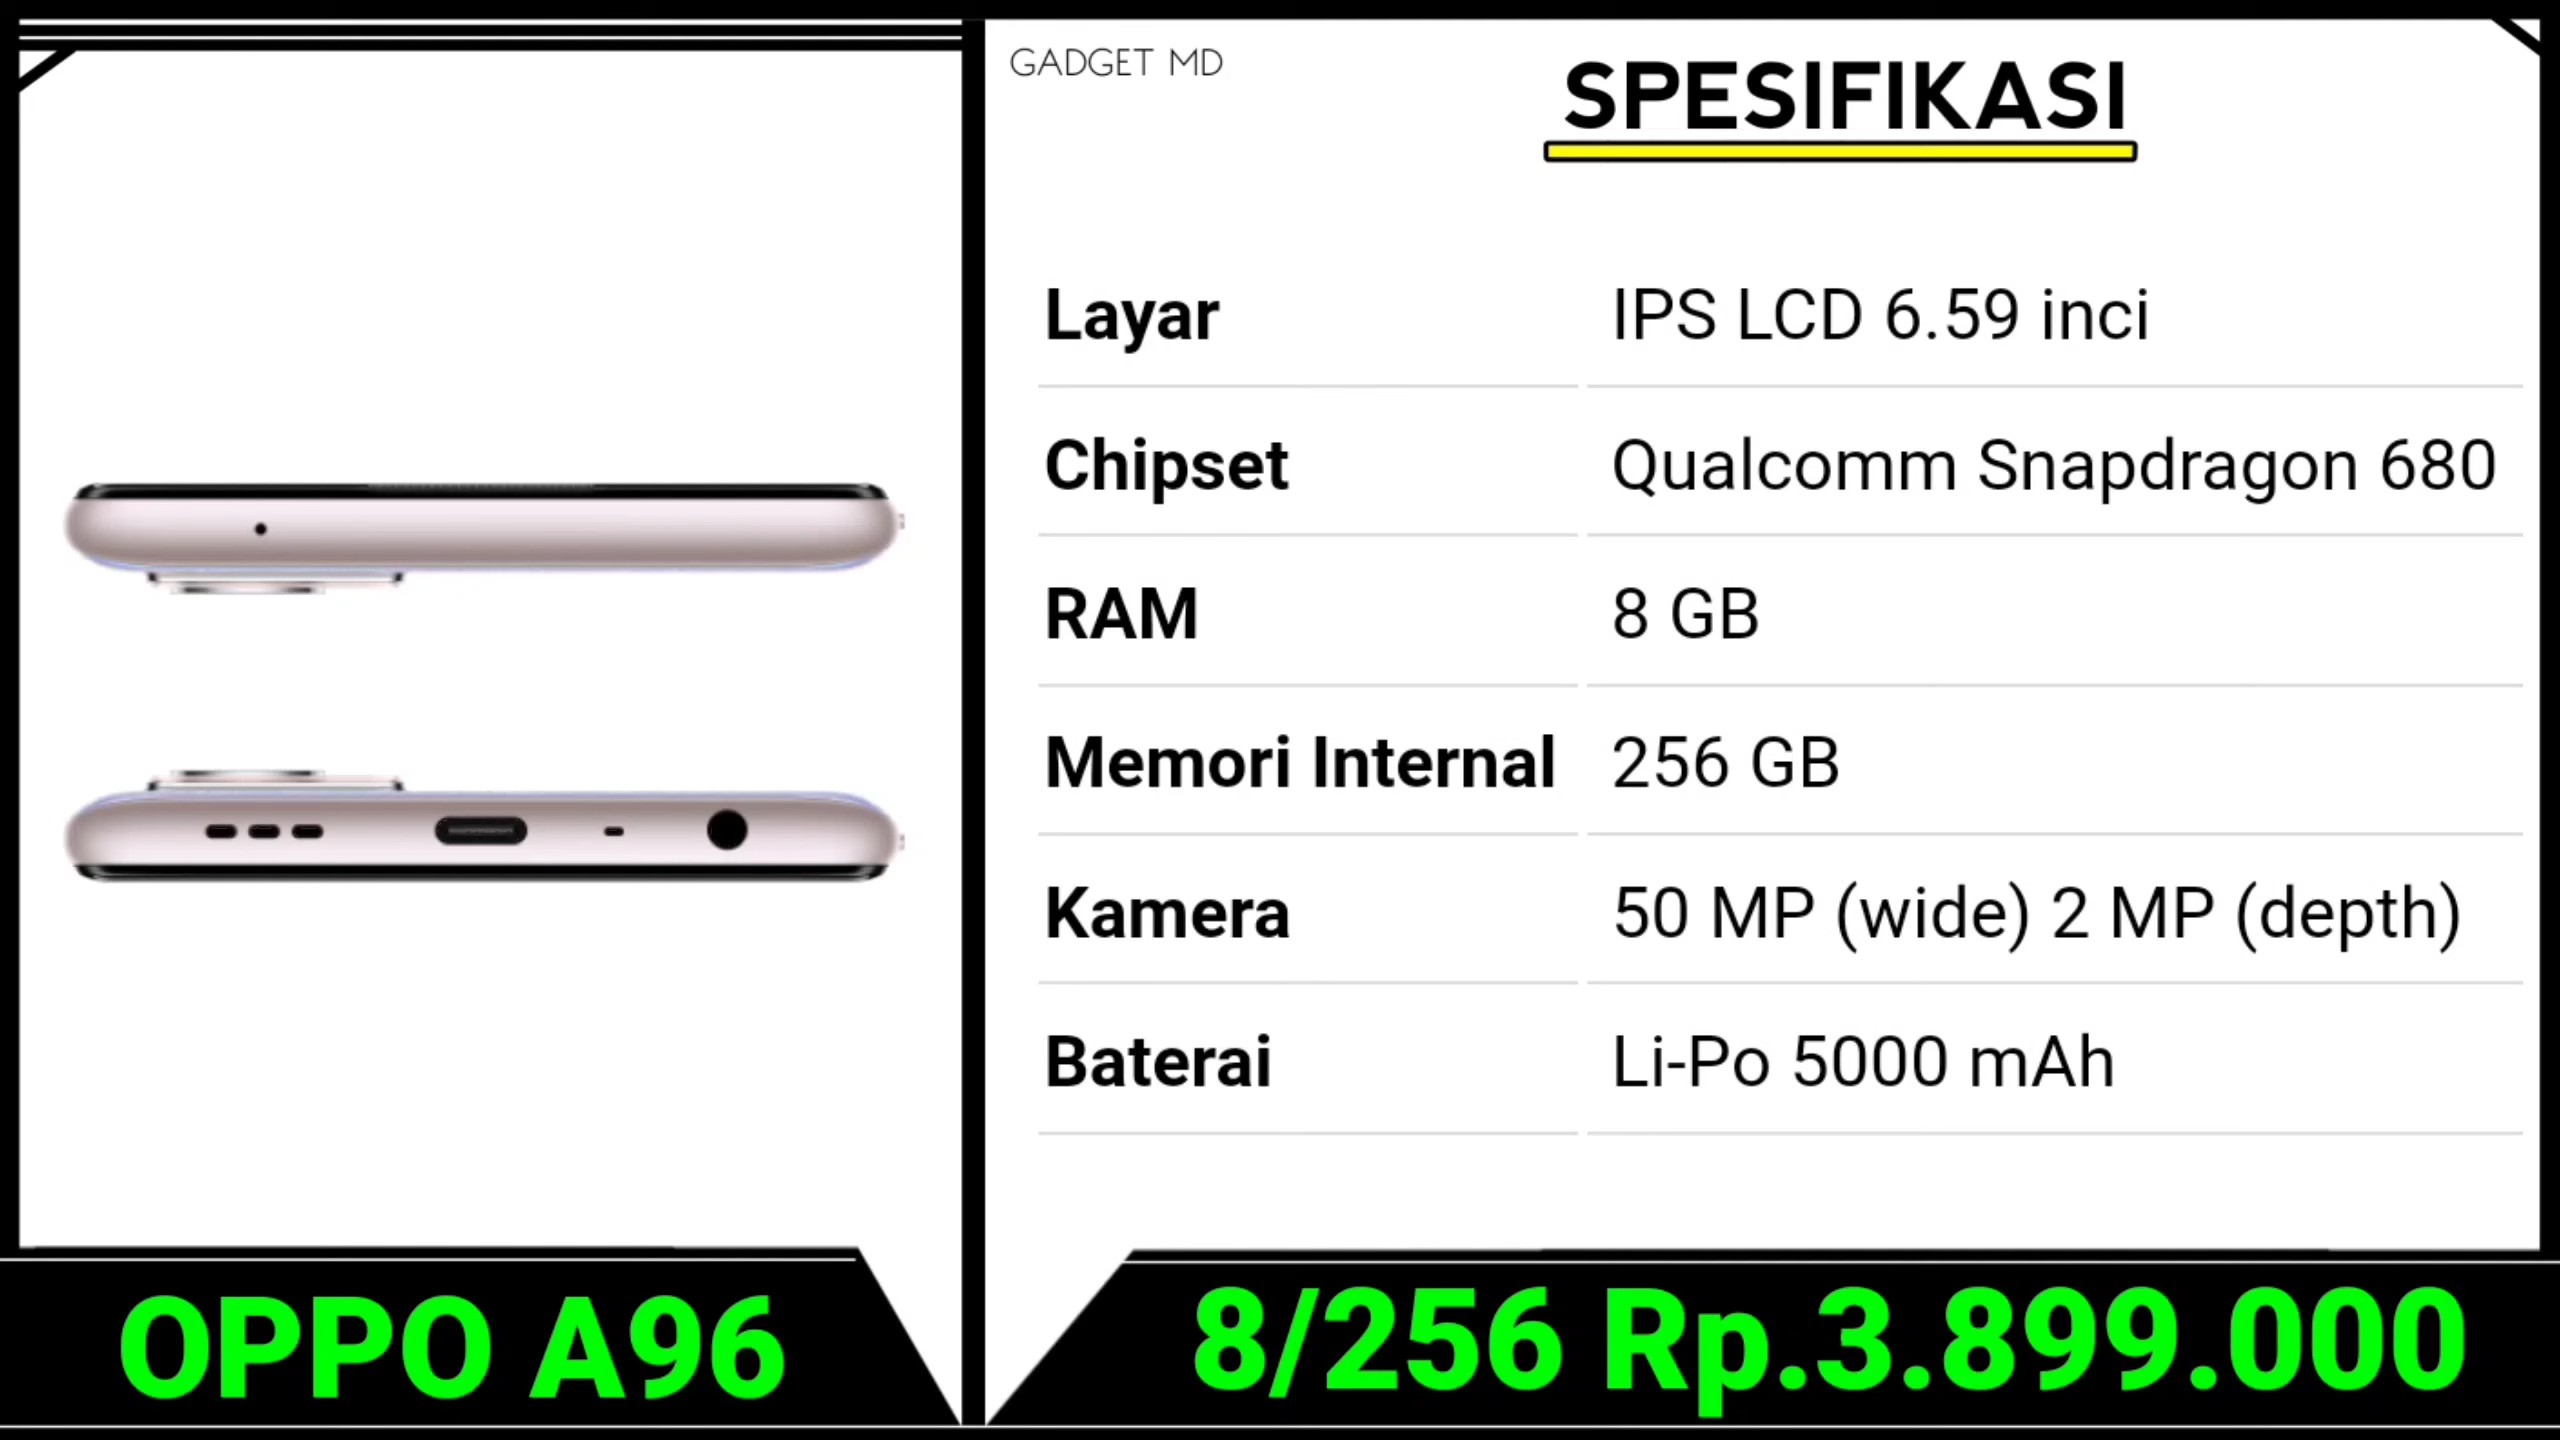 GADGET MD
SPESIFIKASI
Layar IPS LCD 6.59 inci
Chipset Qualcomm Snapdragon 680
RAM 8 GB
Memori Internal 256 GB
Kamera 50 MP (wide) 2 MP (depth)
Baterai Li-Po 5000 mAh
OPPO A96
8/256 Rp.3.899.000